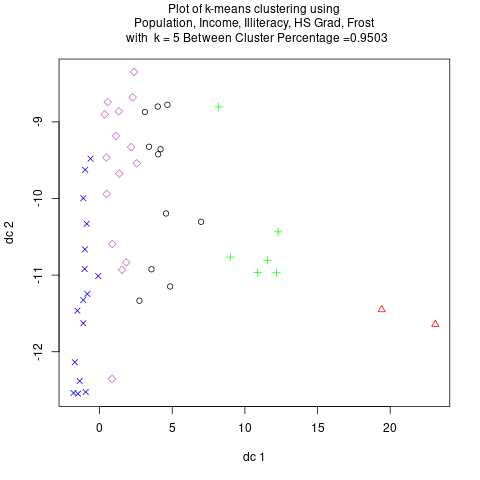 Plot of k-means clustering using
Population, Income, Illiteracy, HS Grad, Frost
with k = 5 Between Cluster Percentage =0.9503
-9
-10
-11
-12
dc 2
0 5 10 15 20
dc 1